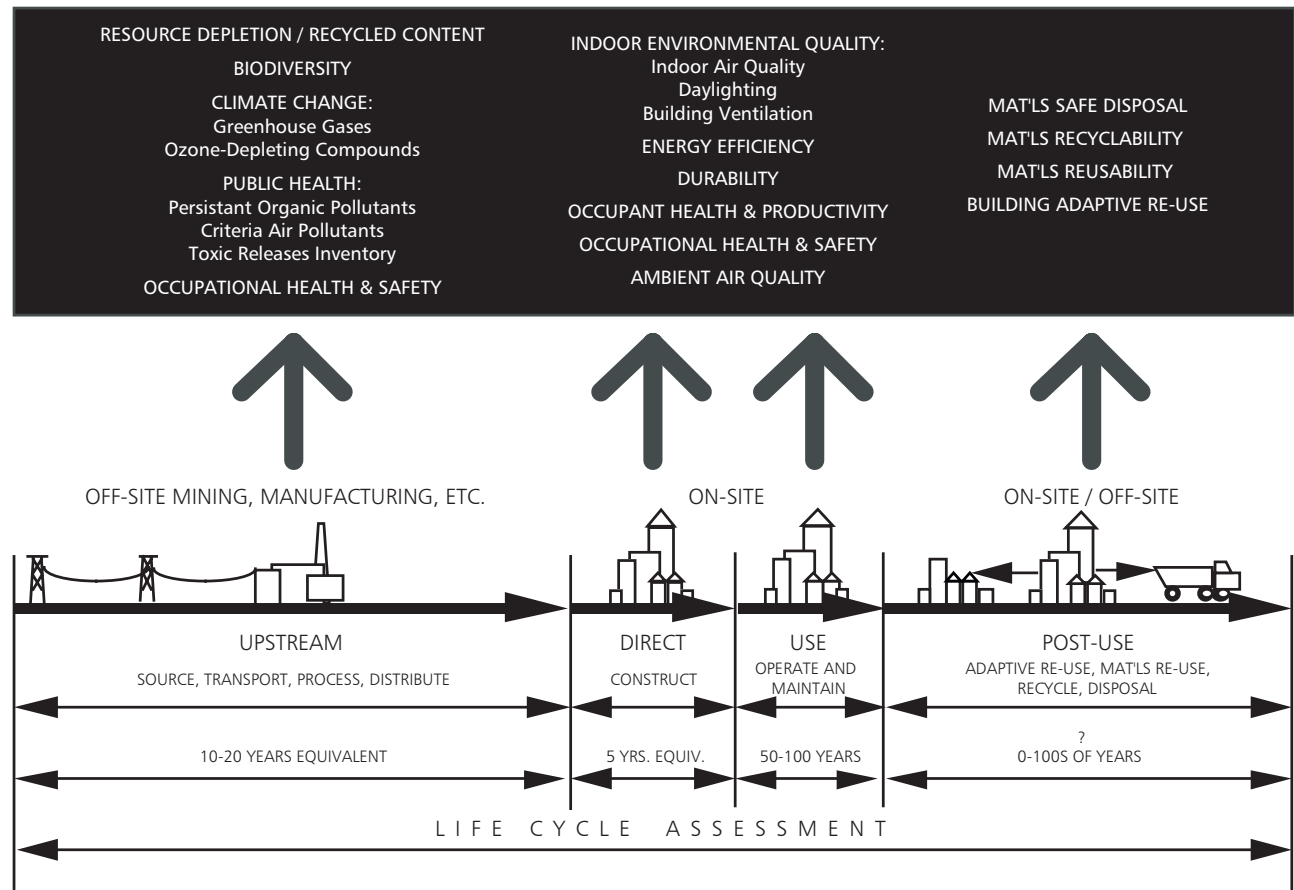 RESOURCE DEPLETION / RECYCLED CONTENT
BIODIVERSITY
CLIMATE CHANGE:
Greenhouse Gases
Ozone-Depleting Compounds
PUBLIC HEALTH:
Persistant Organic Pollutants
Criteria Air Pollutants
Toxic Releases Inventory
OCCUPATIONAL HEALTH & SAFETY
INDOOR ENVIRONMENTAL QUALITY:
Indoor Air Quality
Daylighting
Building Ventilation
ENERGY EFFICIENCY
DURABILITY
OCCUPANT HEALTH & PRODUCTIVITY
OCCUPATIONAL HEALTH & SAFETY
AMBIENT AIR QUALITY
MAT'LS SAFE DISPOSAL
MAT'LS RECYCLABILITY
MAT'LS REUSABILITY
BUILDING ADAPTIVE RE-USE
OFF-SITE MINING, MANUFACTURING, ETC.
ON-SITE
ON-SITE / OFF-SITE
UPSTREAM
SOURCE, TRANSPORT, PROCESS, DISTRIBUTE
DIRECT
CONSTRUCT
USE
OPERATE AND
MAINTAIN
POST-USE
ADAPTIVE RE-USE, MAT'LS RE-USE,
RECYCLE, DISPOSAL
10-20 YEARS EQUIVALENT
5 YRS. EQUIV.
50-100 YEARS
?
0-100S OF YEARS
LIFE CYCLE ASSESSMENT